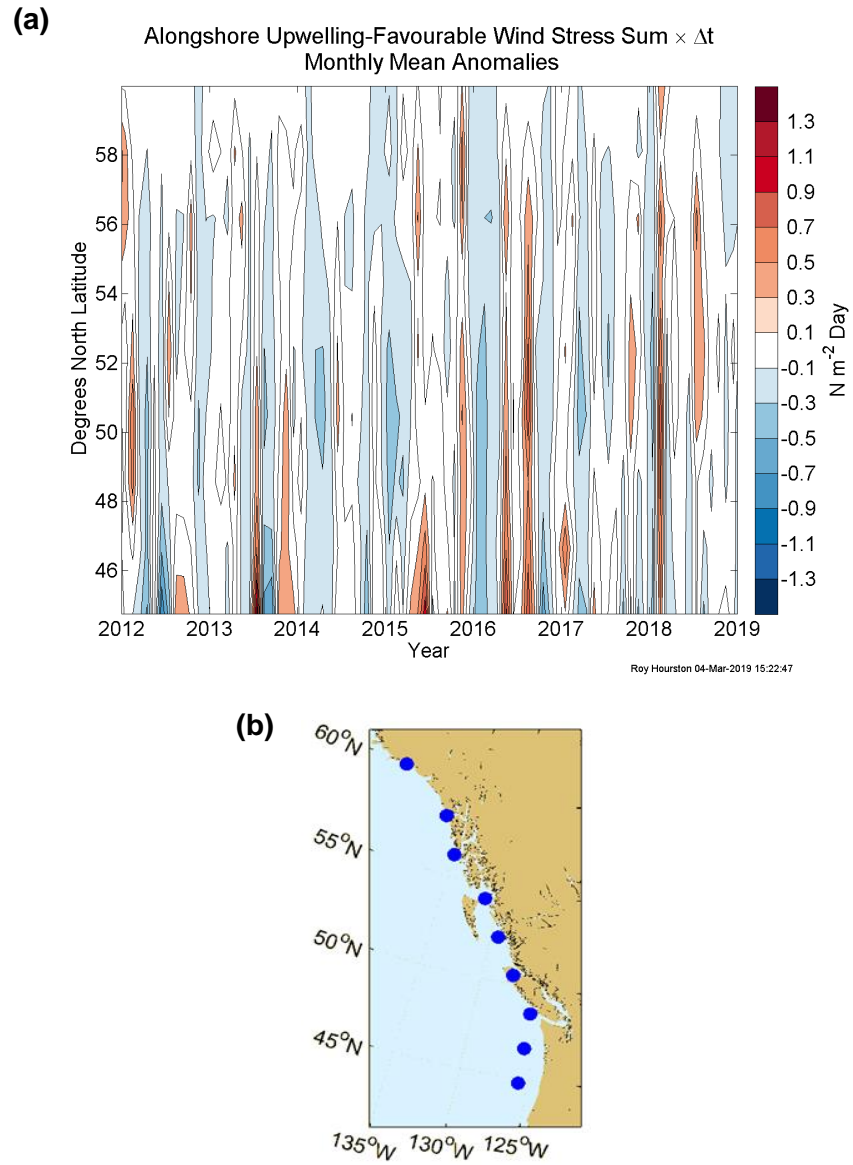 (a)
Alongshore Upwelling-Favourable Wind Stress Sum × Δt
Monthly Mean Anomalies
Degrees North Latitude
58
56
54
52
50
48
46
2012 2013 2014 2015 2016 2017 2018 2019
Year
1.3
1.1
0.9
0.7
0.5
0.3
0.1
-0.1
-0.3
-0.5
-0.7
-0.9
-1.1
-1.3
N m⁻² Day
Roy Hourston 04-Mar-2019 15:22:47
(b)
60°N
55°N
50°N
45°N
135°W 130°W 125°W